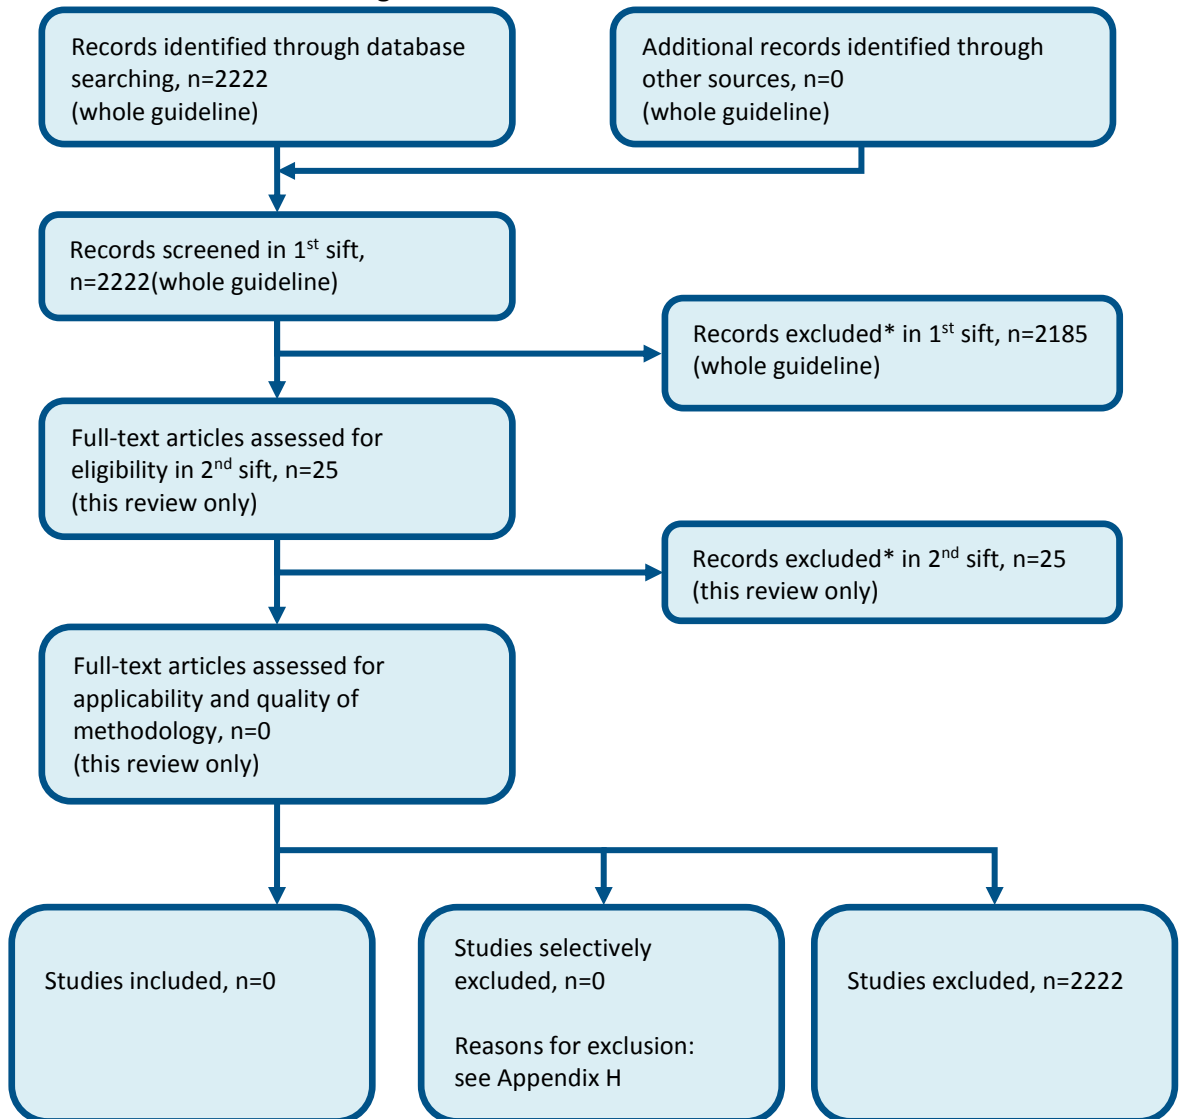 Records identified through database
searching, n=2222
(whole guideline)
Additional records identified through
other sources, n=0
(whole guideline)
Records screened in 1st sift,
n=2222(whole guideline)
Records excluded* in 1st sift, n=2185
(whole guideline)
Full-text articles assessed for
eligibility in 2nd sift, n=25
(this review only)
Records excluded* in 2nd sift, n=25
(this review only)
Full-text articles assessed for
applicability and quality of
methodology, n=0
(this review only)
Studies included, n=0
Studies selectively
excluded, n=0
Reasons for exclusion:
see Appendix H
Studies excluded, n=2222